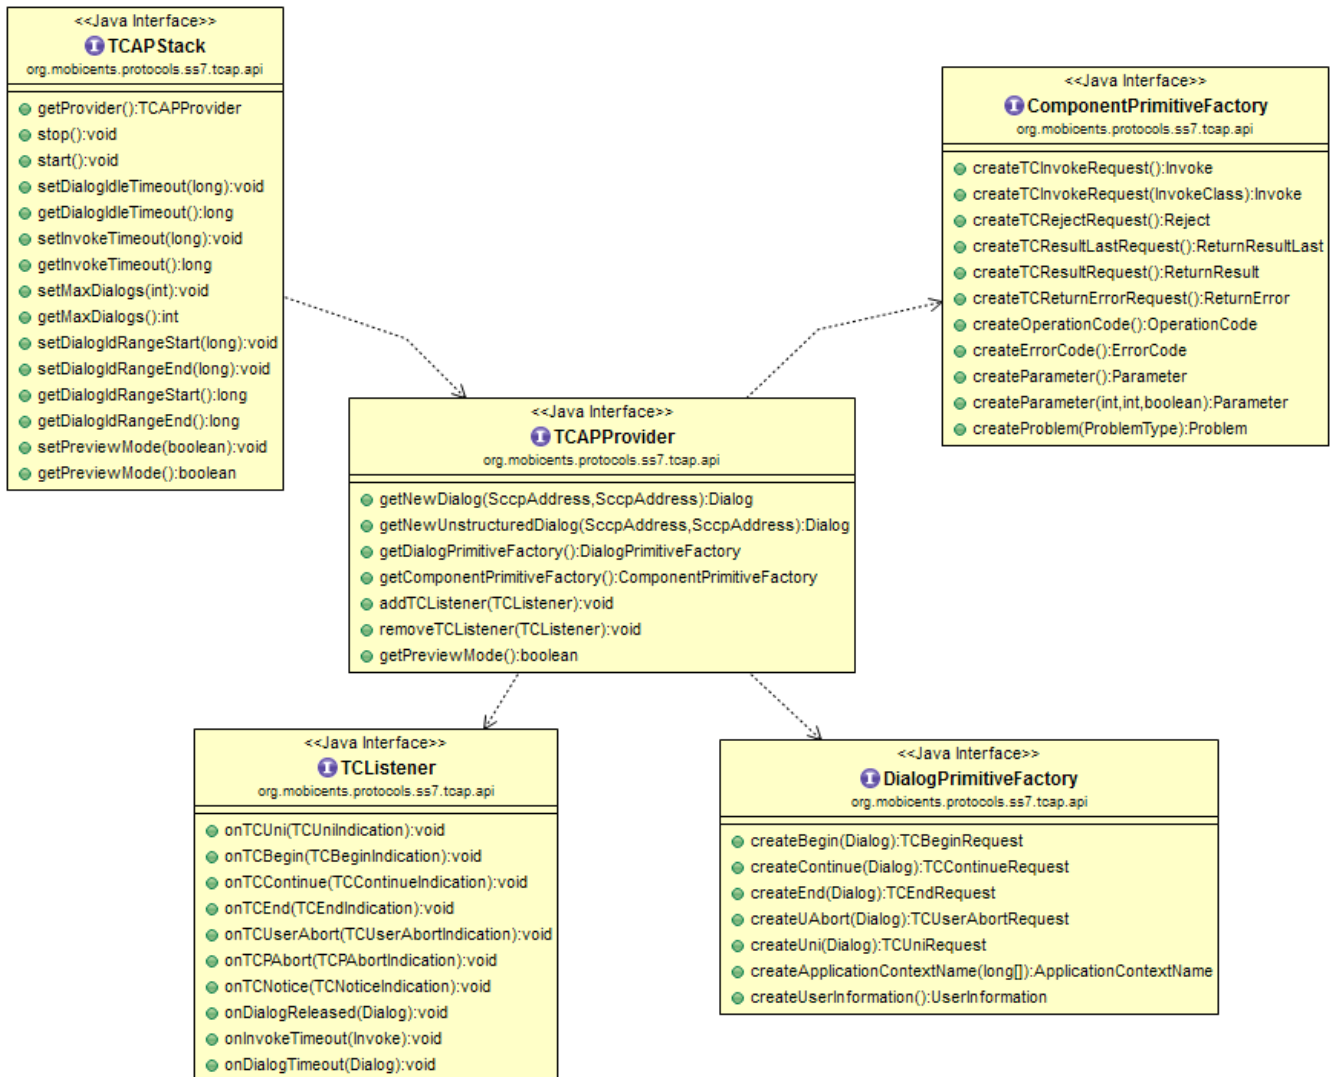 <<Java Interface>>
TCAPStack
org.mobicents.protocols.ss7.tcap.api
getProvider():TCAPProvider
stop():void
start():void
setDialogIdleTimeout(long):void
getDialogIdleTimeout():long
setInvokeTimeout(long):void
getInvokeTimeout():long
setMaxDialogs(int):void
getMaxDialogs():int
setDialogIdRangeStart(long):void
setDialogIdRangeEnd(long):void
getDialogIdRangeStart():long
getDialogIdRangeEnd():long
setPreviewMode(boolean):void
getPreviewMode():boolean
<<Java Interface>>
ComponentPrimitiveFactory
org.mobicents.protocols.ss7.tcap.api
createTCInvokeRequest():Invoke
createTCInvokeRequest(InvokeClass):Invoke
createTCRejectRequest():Reject
createTCResultLastRequest():ReturnResultLast
createTCResultRequest():ReturnResult
createTCReturnErrorRequest():ReturnError
createOperationCode():OperationCode
createErrorCode():ErrorCode
createParameter():Parameter
createParameter(int,int,boolean):Parameter
createProblem(ProblemType):Problem
<<Java Interface>>
TCAPProvider
org.mobicents.protocols.ss7.tcap.api
getNewDialog(SccpAddress,SccpAddress):Dialog
getNewUnstructuredDialog(SccpAddress,SccpAddress):Dialog
getDialogPrimitiveFactory():DialogPrimitiveFactory
getComponentPrimitiveFactory():ComponentPrimitiveFactory
addTCListener(TCListener):void
removeTCListener(TCListener):void
getPreviewMode():boolean
<<Java Interface>>
TCListener
org.mobicents.protocols.ss7.tcap.api
onTCUni(TCUniIndication):void
onTCBegin(TCBeginIndication):void
onTCContinue(TCContinueIndication):void
onTCEnd(TCEndIndication):void
onTCUserAbort(TCUserAbortIndication):void
onTCPAbort(TCPAbortIndication):void
onTCNotice(TCNoticeIndication):void
onDialogReleased(Dialog):void
onInvokeTimeout(Invoke):void
onDialogTimeout(Dialog):void
<<Java Interface>>
DialogPrimitiveFactory
org.mobicents.protocols.ss7.tcap.api
createBegin(Dialog):TCBeginRequest
createContinue(Dialog):TCContinueRequest
createEnd(Dialog):TCEndRequest
createUAbort(Dialog):TCUserAbortRequest
createUni(Dialog):TCUniRequest
createApplicationContextName(long[]):ApplicationContextName
createUserInformation():UserInformation